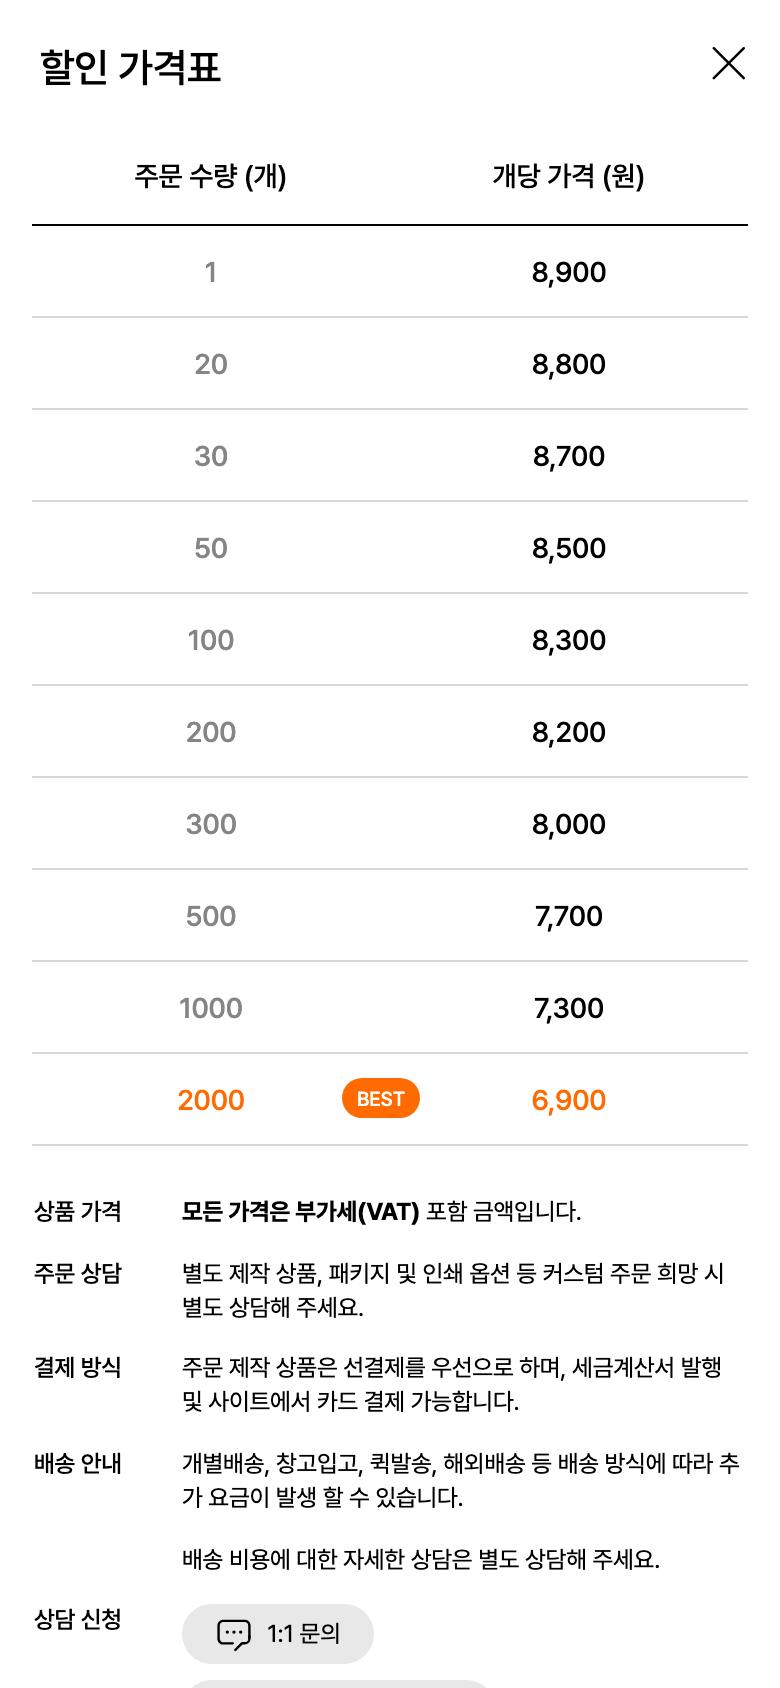 할인 가격표
주문 수량 (개) 개당 가격 (원)
1 8,900
20 8,800
30 8,700
50 8,500
100 8,300
200 8,200
300 8,000
500 7,700
1000 7,300
2000 BEST 6,900
상품 가격 모든 가격은 부가세(VAT) 포함 금액입니다.
주문 상담 별도 제작 상품, 패키지 및 인쇄 옵션 등 커스텀 주문 희망 시
별도 상담해 주세요.
결제 방식 주문 제작 상품은 선결제를 우선으로 하며, 세금계산서 발행
및 사이트에서 카드 결제 가능합니다.
배송 안내 개별배송, 창고입고, 퀵발송, 해외배송 등 배송 방식에 따라 추
가 요금이 발생 할 수 있습니다.
배송 비용에 대한 자세한 상담은 별도 상담해 주세요.
상담 신청 1:1 문의